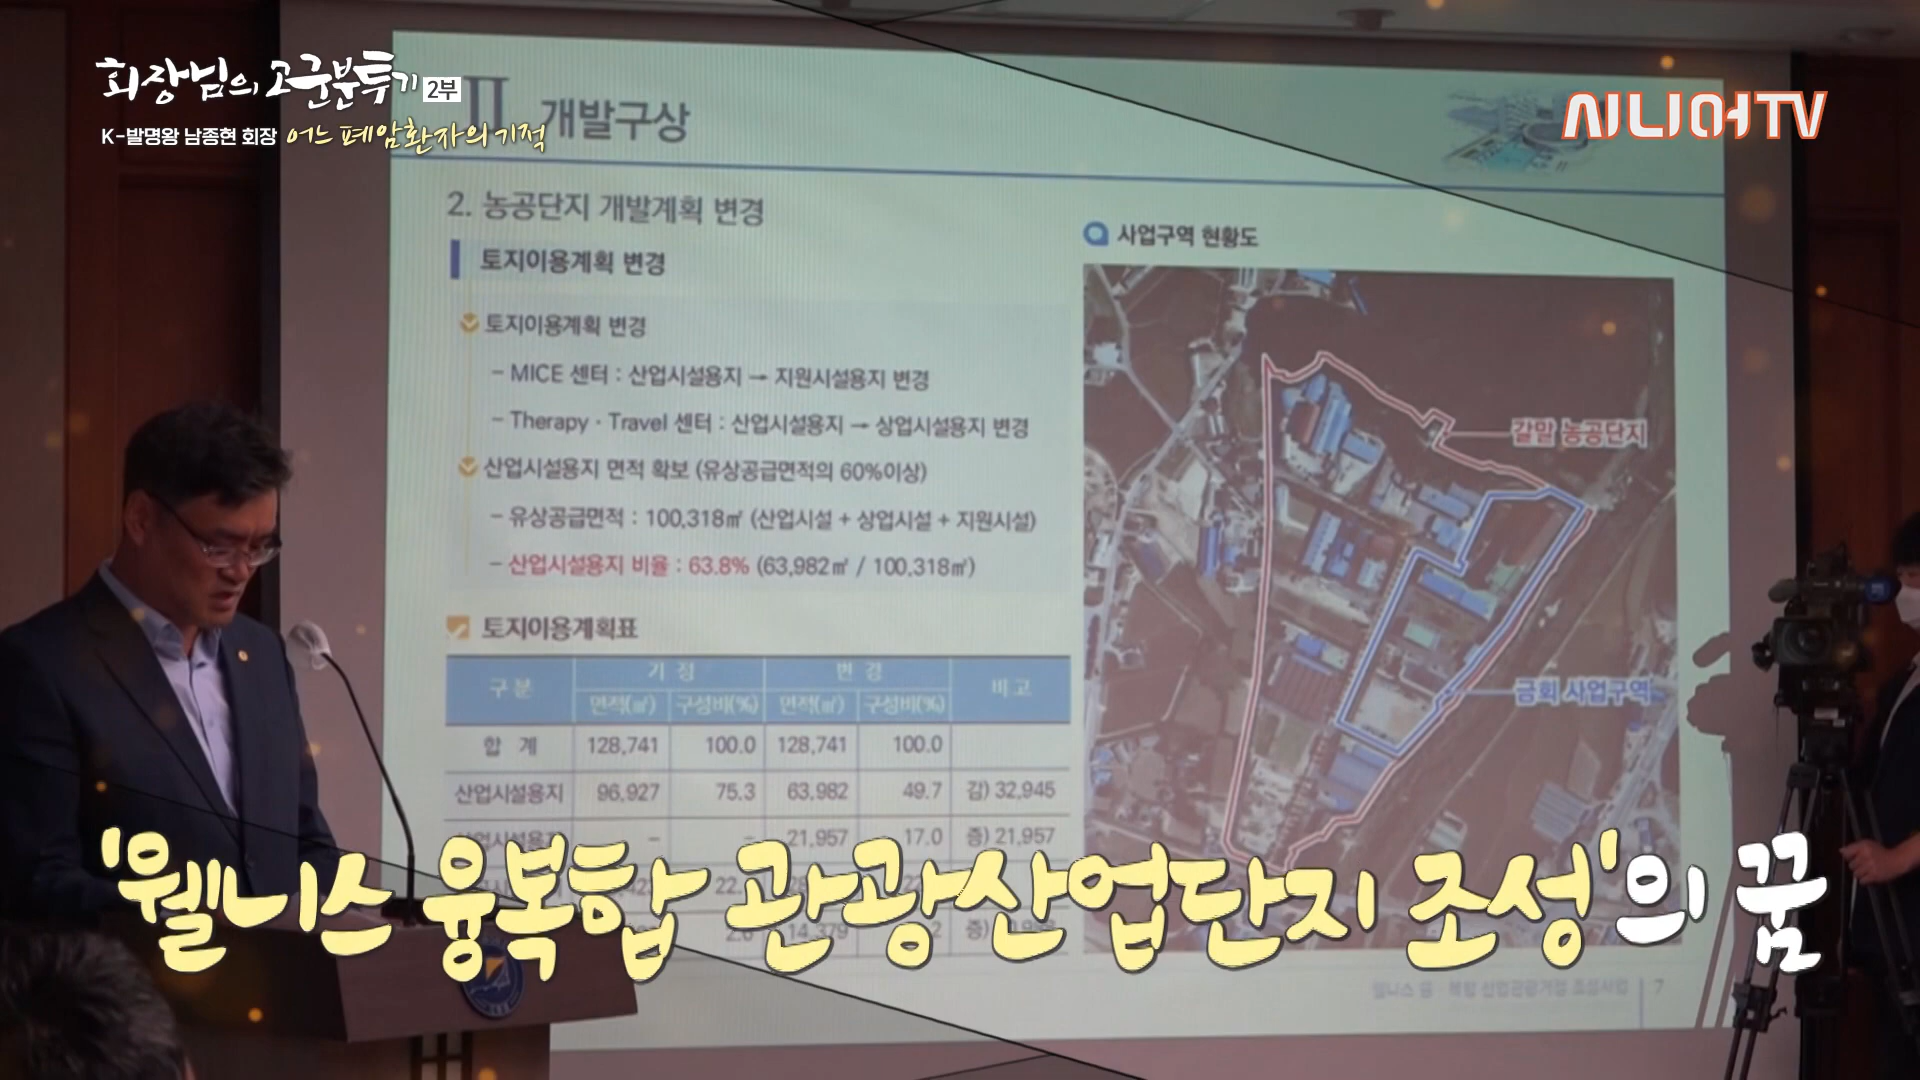 회장님의 고군분투기 2부
K-발명왕 남종현 회장 어느 폐암환자의 기적
시니어TV
Ⅱ 개발구상
2. 농공단지 개발계획 변경
토지이용계획 변경
토지이용계획 변경
- MICE 센터 : 산업시설용지 → 지원시설용지 변경
- Therapy · Travel 센터 : 산업시설용지 → 상업시설용지 변경
산업시설용지 면적 확보 (유상공급면적의 60%이상)
- 유상공급면적 : 100,318㎡ (산업시설 + 상업시설 + 지원시설)
- 산업시설용지 비율 : 63.8% (63,982㎡ / 100,318㎡)
사업구역 현황도
갈말 농공단지
금회 사업구역
토지이용계획표
구분 기정 변경 비고
면적(㎡) 구성비(%) 면적(㎡) 구성비(%)
합 계 128,741 100.0 128,741 100.0
산업시설용지 96,927 75.3 63,982 49.7 감) 32,945
- 21,957 17.0 증) 21,957
14,379
'웰니스 융복합 관광산업단지 조성'의 꿈
7